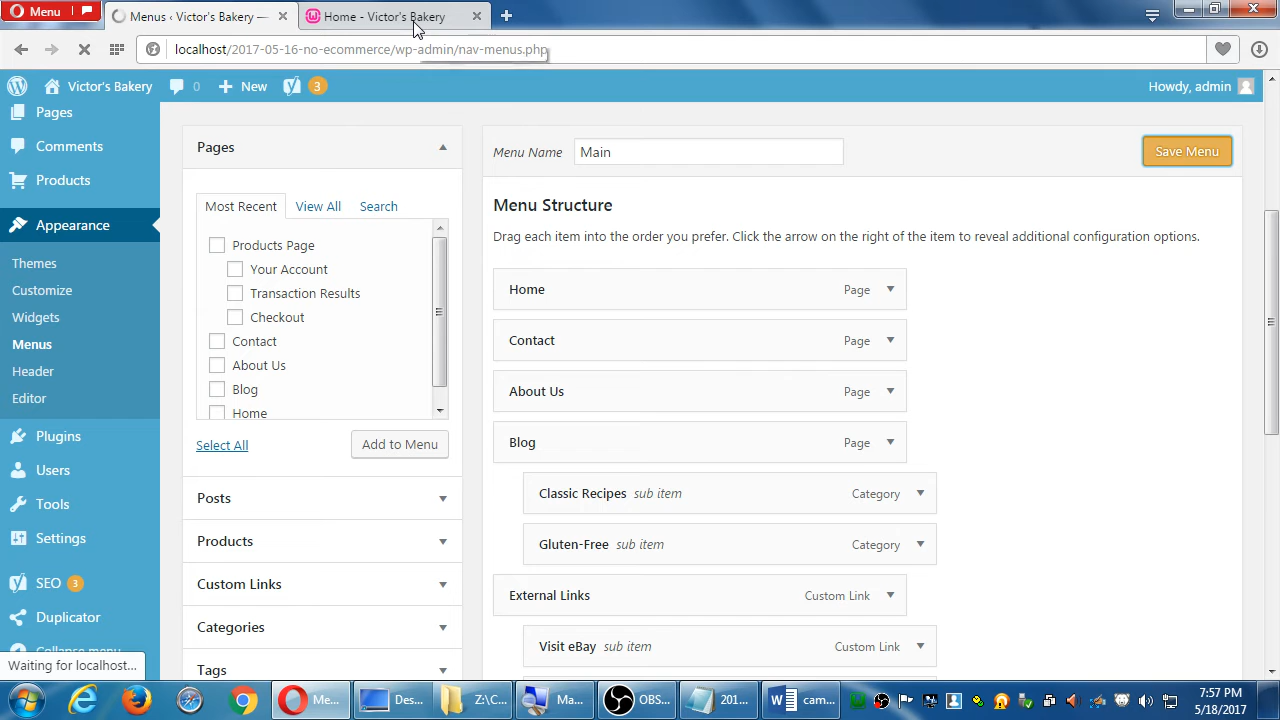 Menu
Menus ‹ Victor's Bakery —
Home - Victor's Bakery
localhost/2017-05-16-no-ecommerce/wp-admin/nav-menus.php
Victor's Bakery
0
New
3
Howdy, admin
Pages
Comments
Products
Appearance
Themes
Customize
Widgets
Menus
Header
Editor
Plugins
Users
Tools
Settings
SEO 3
Duplicator
Collapse menu
Waiting for localhost...
Pages
Most Recent
View All
Search
Products Page
Your Account
Transaction Results
Checkout
Contact
About Us
Blog
Home
Select All
Add to Menu
Posts
Products
Custom Links
Categories
Tags
Menu Name
Main
Save Menu
Menu Structure
Drag each item into the order you prefer. Click the arrow on the right of the item to reveal additional configuration options.
Home Page
Contact Page
About Us Page
Blog Page
Classic Recipes sub item Category
Gluten-Free sub item Category
External Links Custom Link
Visit eBay sub item Custom Link
Me...
Des...
Z:\C...
Ma...
OBS...
201...
cam...
7:57 PM
5/18/2017